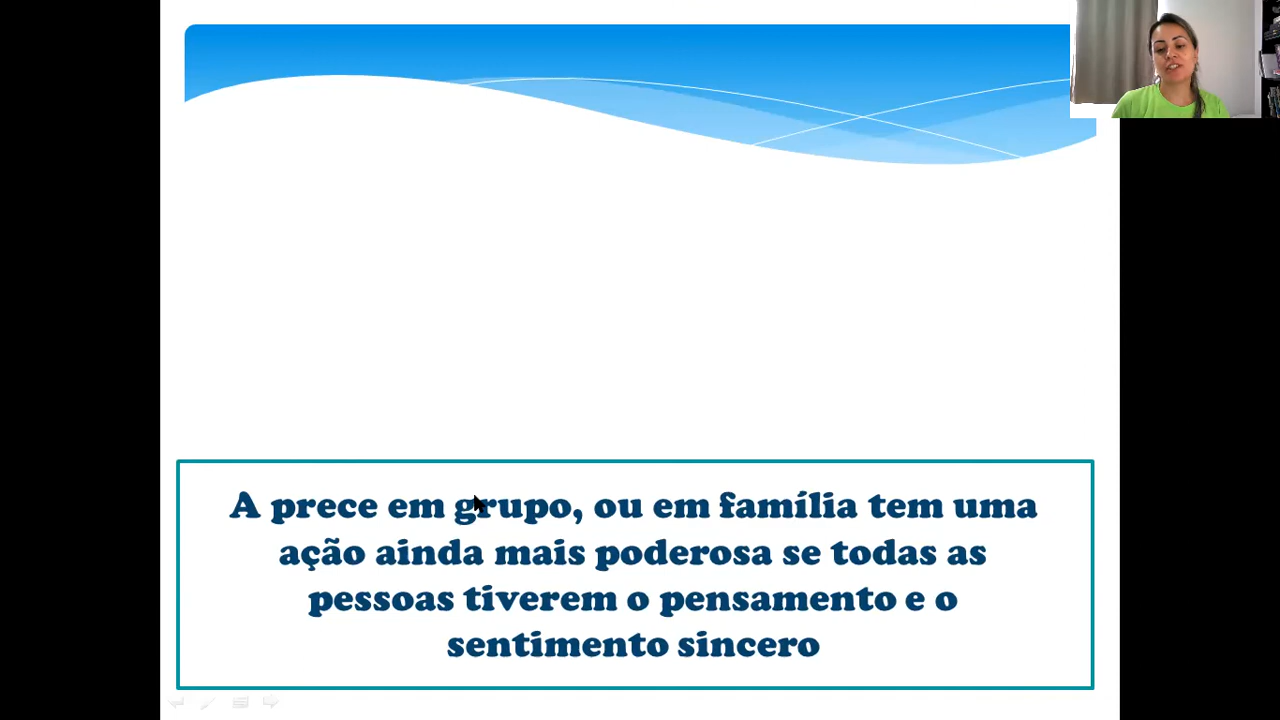 A prece em grupo, ou em família tem uma
ação ainda mais poderosa se todas as
pessoas tiverem o pensamento e o
sentimento sincero